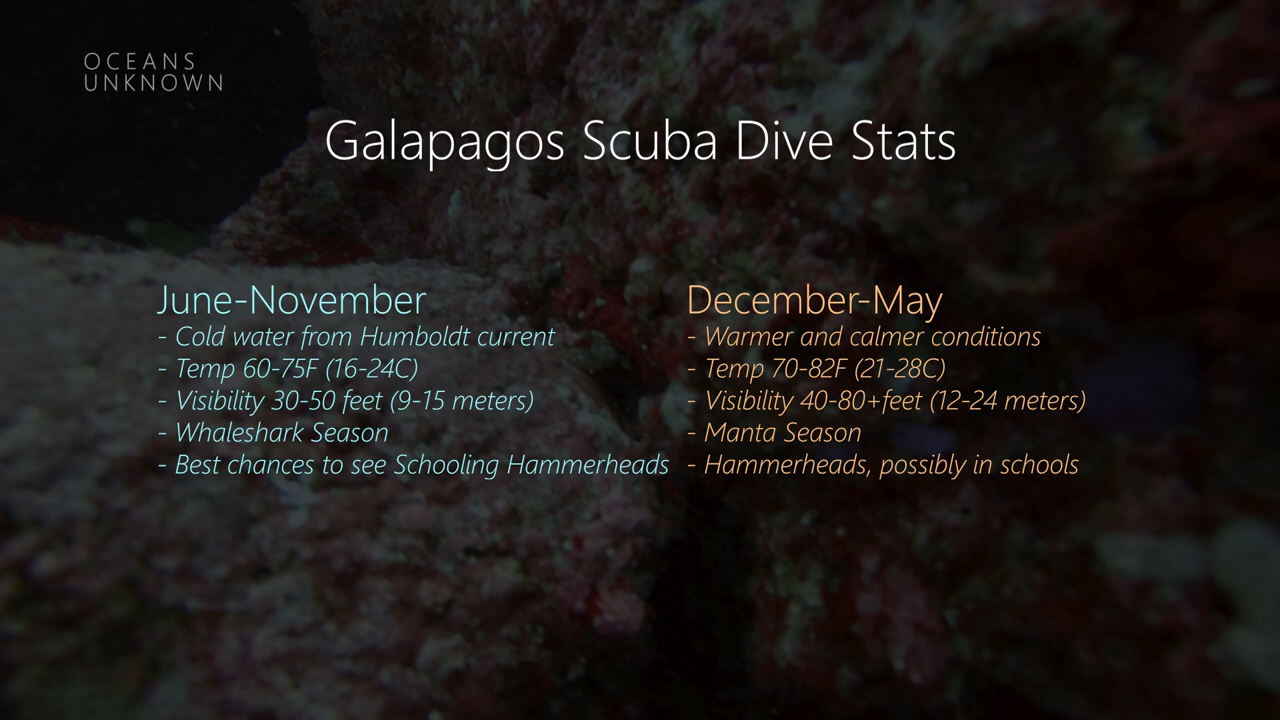 OCEANS
UNKNOWN
Galapagos Scuba Dive Stats
June-November
- Cold water from Humboldt current
- Temp 60-75F (16-24C)
- Visibility 30-50 feet (9-15 meters)
- Whaleshark Season
- Best chances to see Schooling Hammerheads
December-May
- Warmer and calmer conditions
- Temp 70-82F (21-28C)
- Visibility 40-80+feet (12-24 meters)
- Manta Season
- Hammerheads, possibly in schools